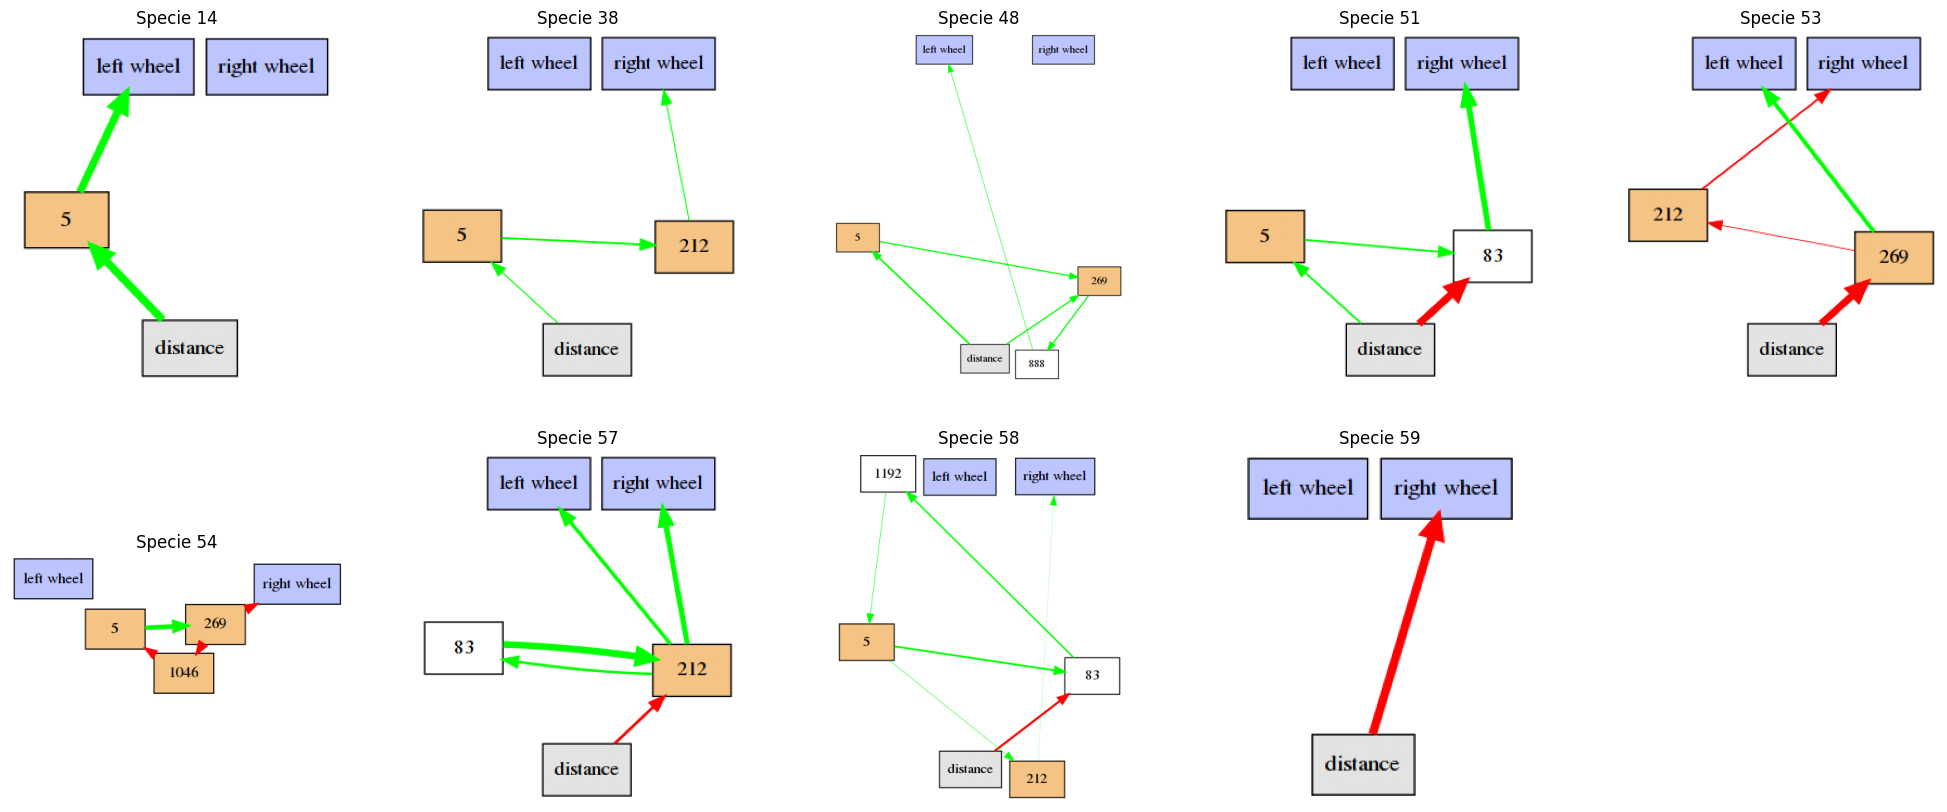 Specie 14
left wheel
right wheel
5
distance
Specie 38
left wheel
right wheel
5
212
distance
Specie 48
left wheel
right wheel
5
269
distance
888
Specie 51
left wheel
right wheel
5
83
distance
Specie 53
left wheel
right wheel
212
269
distance
Specie 54
left wheel
right wheel
5
269
1046
Specie 57
left wheel
right wheel
83
212
distance
Specie 58
1192
left wheel
right wheel
5
83
distance
212
Specie 59
left wheel
right wheel
distance